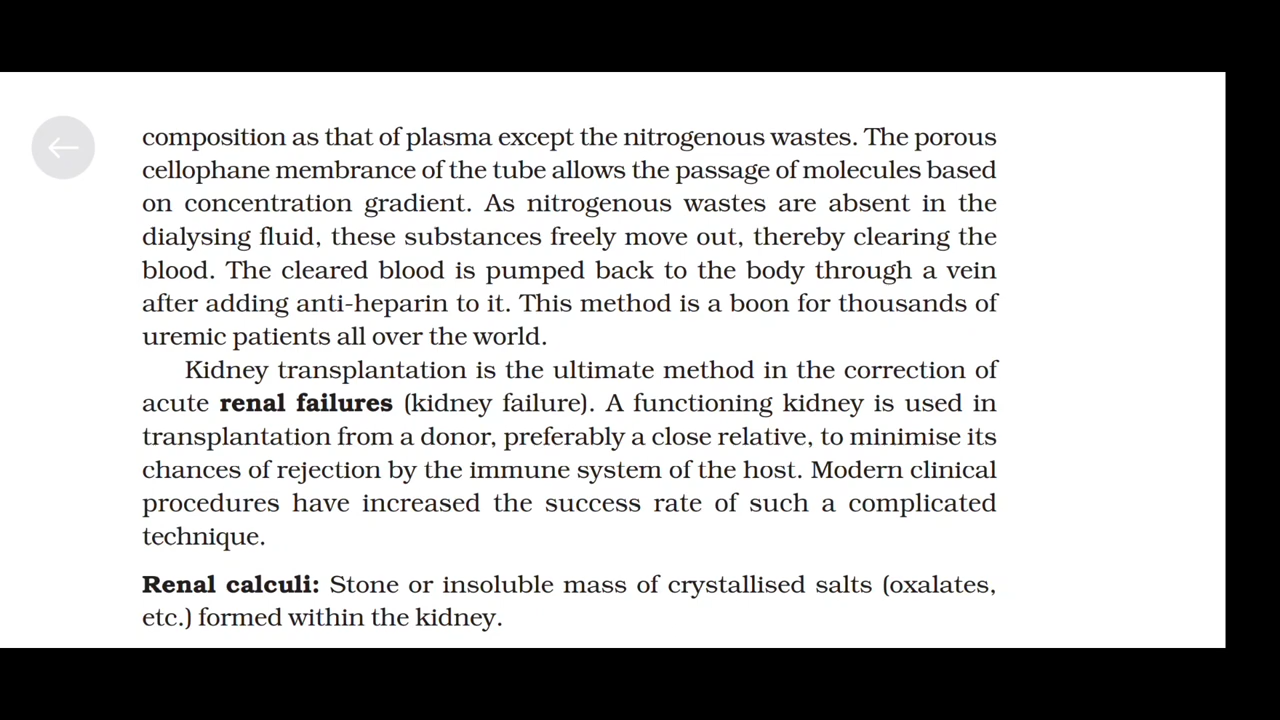 composition as that of plasma except the nitrogenous wastes. The porous
cellophane membrance of the tube allows the passage of molecules based
on concentration gradient. As nitrogenous wastes are absent in the
dialysing fluid, these substances freely move out, thereby clearing the
blood. The cleared blood is pumped back to the body through a vein
after adding anti-heparin to it. This method is a boon for thousands of
uremic patients all over the world.
Kidney transplantation is the ultimate method in the correction of
acute renal failures (kidney failure). A functioning kidney is used in
transplantation from a donor, preferably a close relative, to minimise its
chances of rejection by the immune system of the host. Modern clinical
procedures have increased the success rate of such a complicated
technique.
Renal calculi: Stone or insoluble mass of crystallised salts (oxalates,
etc.) formed within the kidney.